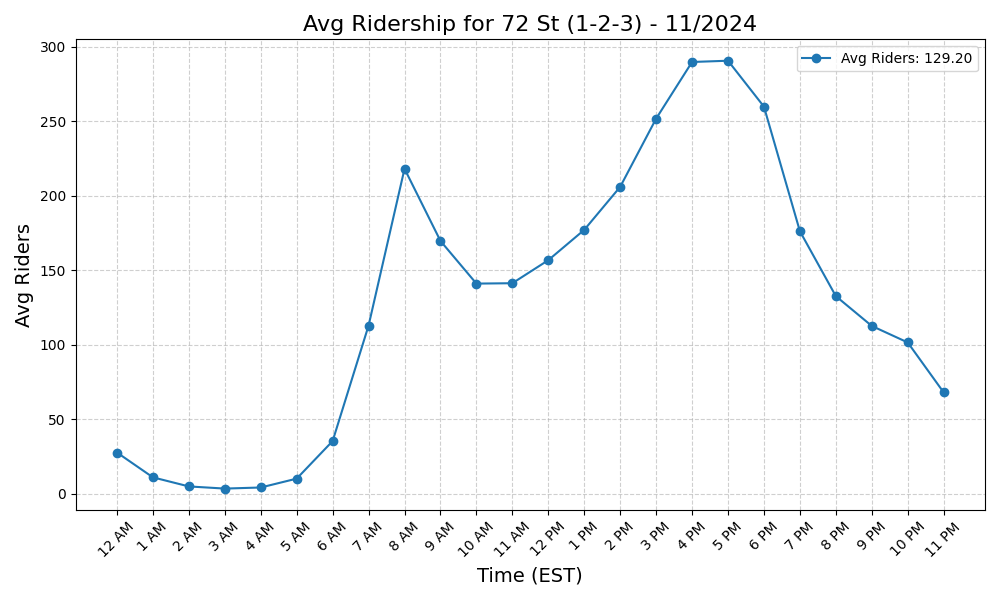 Avg Ridership for 72 St (1-2-3) - 11/2024
Avg Riders: 129.20
Avg Riders
300
250
200
150
100
50
0
12 AM
1 AM
2 AM
3 AM
4 AM
5 AM
6 AM
7 AM
8 AM
9 AM
10 AM
11 AM
12 PM
1 PM
2 PM
3 PM
4 PM
5 PM
6 PM
7 PM
8 PM
9 PM
10 PM
11 PM
Time (EST)